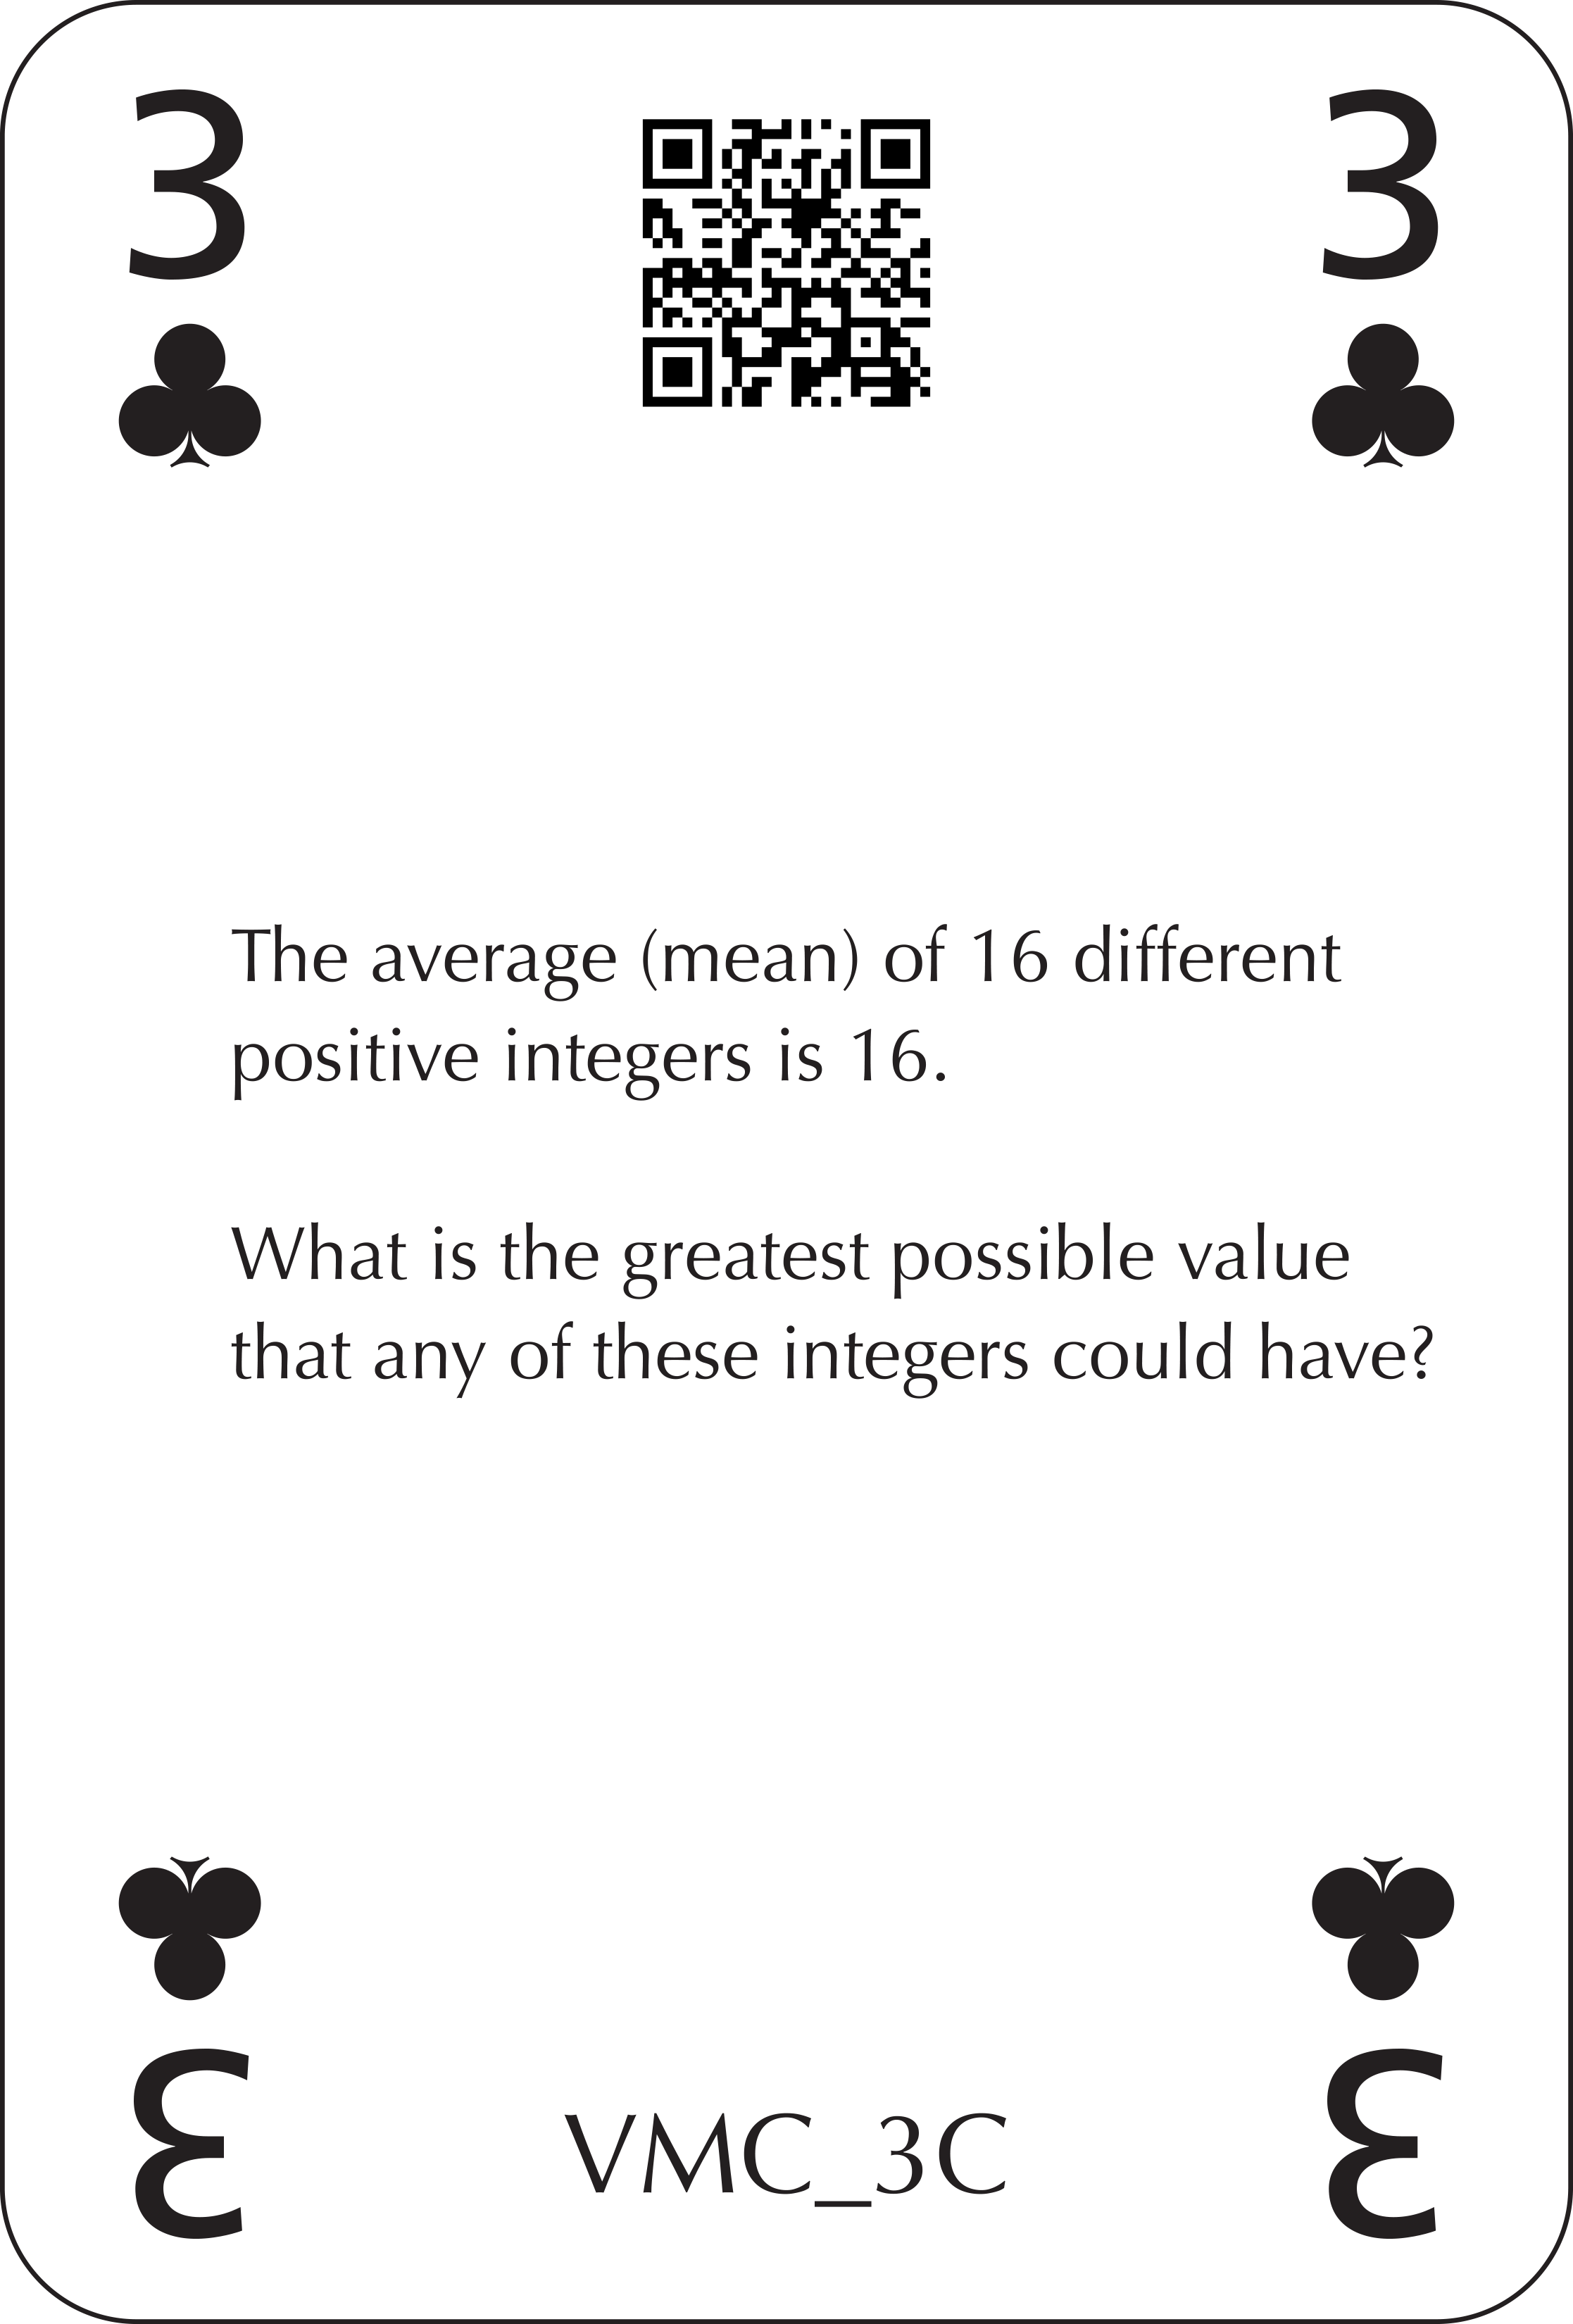 3
3
The average (mean) of 16 different
positive integers is 16.
What is the greatest possible value
that any of these integers could have?
3
VMC_3C
3